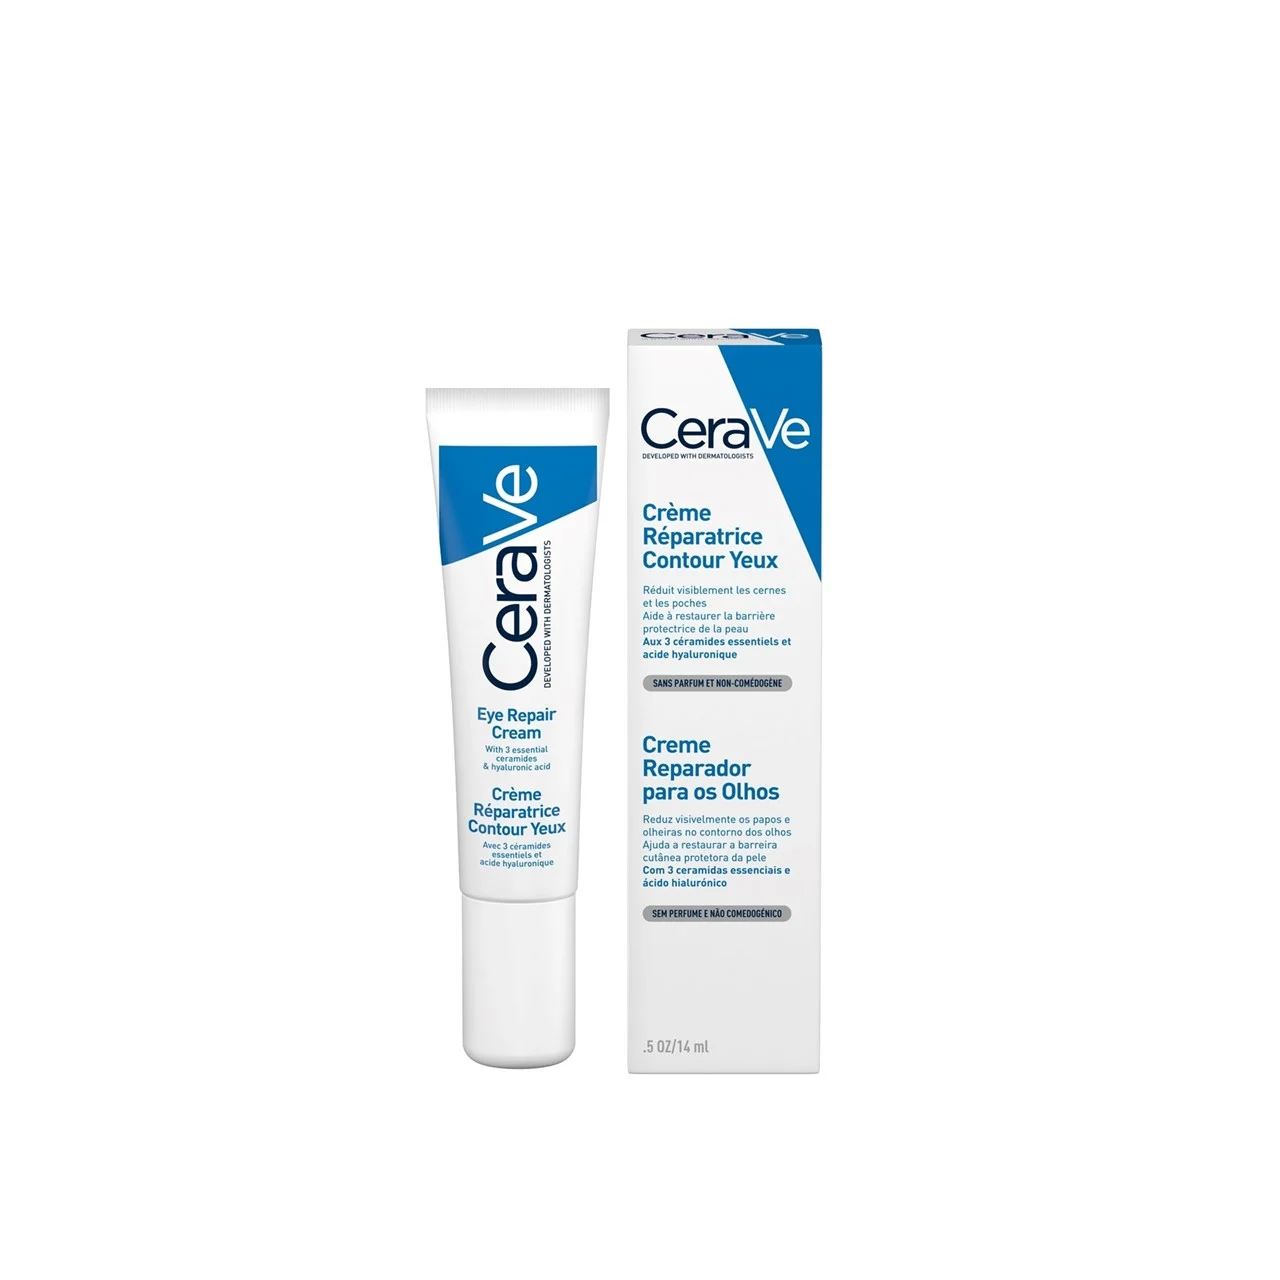 CeraVe
DEVELOPED WITH DERMATOLOGISTS
Eye Repair
Cream
With 3 essential
ceramides
& hyaluronic acid
Crème
Réparatrice
Contour Yeux
Avec 3 céramides
essentiels et
acide hyaluronique
CeraVe
CeraVe
DEVELOPED WITH DERMATOLOGISTS
Crème
Réparatrice
Contour Yeux
Réduit visiblement les cernes
et les poches
Aide à restaurer la barrière
protectrice de la peau
Aux 3 céramides essentiels et
acide hyaluronique
SANS PARFUM ET NON-COMÉDOGÈNE
Creme
Reparador
para os Olhos
Reduz visivelmente os papos e
olheiras no contorno dos olhos
Ajuda a restaurar a barreira
cutânea protetora da pele
Com 3 ceramidas essenciais e
ácido hialurónico
SEM PERFUME E NÃO COMEDOGÉNICO
.5 OZ/14 ml